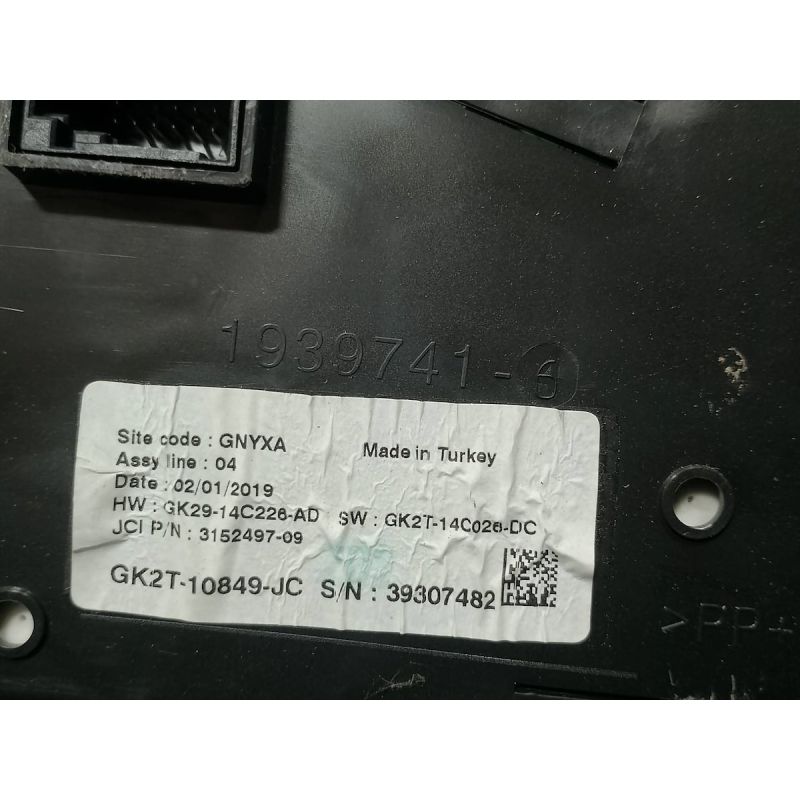 1939741-6
Site code : GNYXA
Made in Turkey
Assy line : 04
Date : 02/01/2019
HW : GK29-14C226-AD SW : GK2T-14C026-DC
JCI P/N : 3152497-09
GK2T-10849-JC S/N : 39307482
>PP+